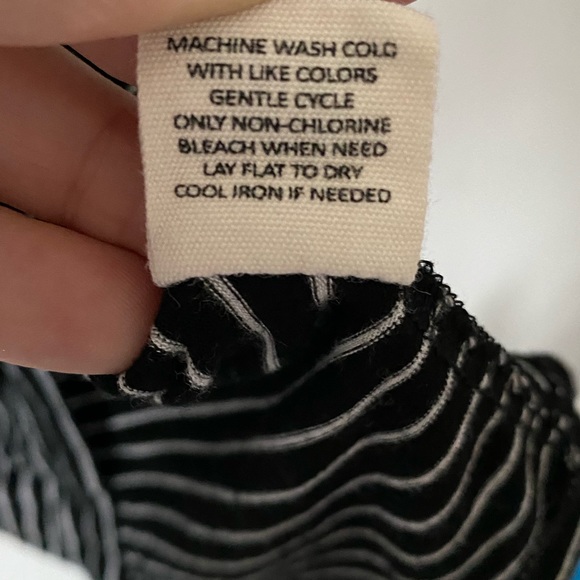 MACHINE WASH COLD
WITH LIKE COLORS
GENTLE CYCLE
ONLY NON-CHLORINE
BLEACH WHEN NEED
LAY FLAT TO DRY
COOL IRON IF NEEDED